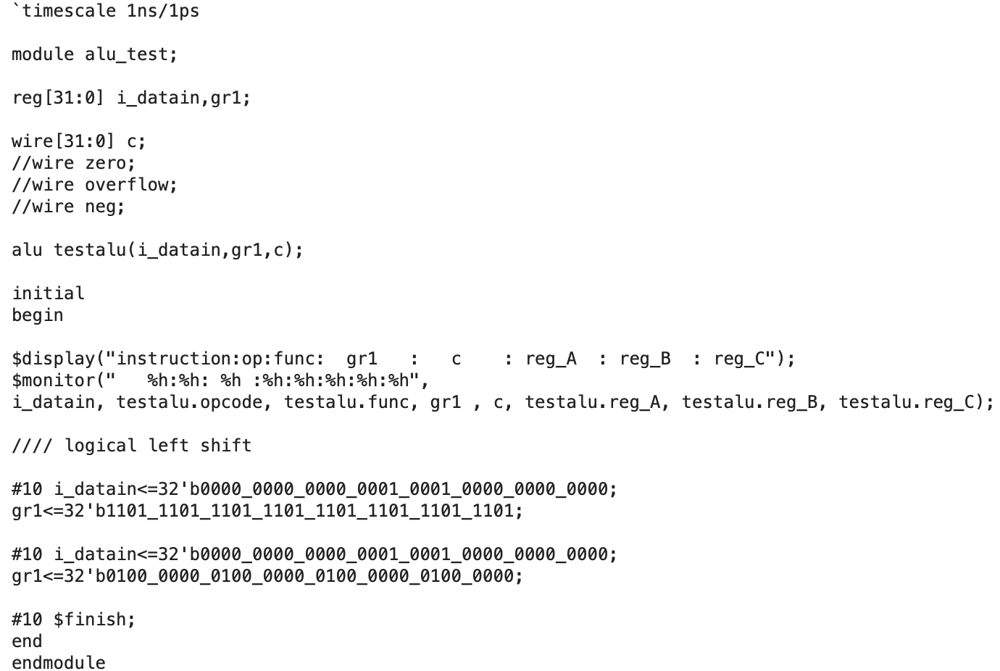 `timescale 1ns/1ps
module alu_test;
reg[31:0] i_datain,gr1;
wire[31:0] c;
//wire zero;
//wire overflow;
//wire neg;
alu testalu(i_datain,gr1,c);
initial
begin
$display("instruction:op:func:  gr1   :   c    : reg_A  : reg_B  : reg_C");
$monitor("   %h:%h: %h :%h:%h:%h:%h:%h",
i_datain, testalu.opcode, testalu.func, gr1 , c, testalu.reg_A, testalu.reg_B, testalu.reg_C);
//// logical left shift
#10 i_datain<=32'b0000_0000_0000_0001_0001_0000_0000_0000;
gr1<=32'b1101_1101_1101_1101_1101_1101_1101_1101;
#10 i_datain<=32'b0000_0000_0000_0001_0001_0000_0000_0000;
gr1<=32'b0100_0000_0100_0000_0100_0000_0100_0000;
#10 $finish;
end
endmodule